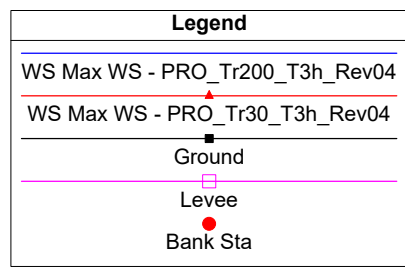 Legend
WS Max WS - PRO_Tr200_T3h_Rev04
WS Max WS - PRO_Tr30_T3h_Rev04
Ground
Levee
Bank Sta